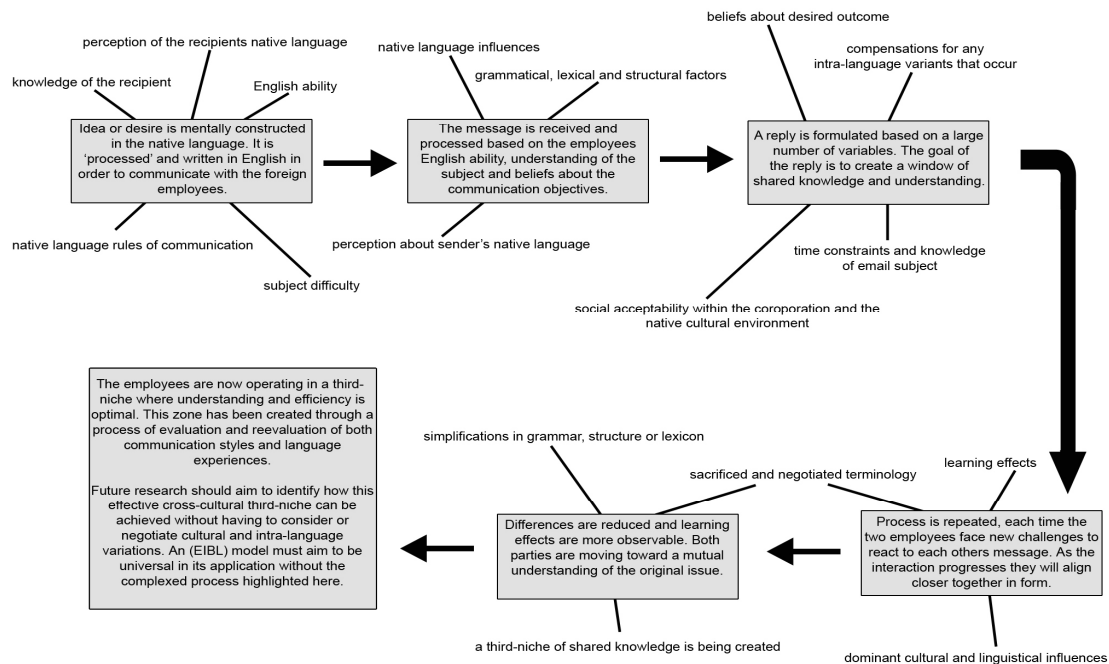 perception of the recipients native language
knowledge of the recipient
English ability
Idea or desire is mentally constructed
in the native language. It is
'processed' and written in English in
order to communicate with the foreign
employees.
native language rules of communication
subject difficulty
native language influences
grammatical, lexical and structural factors
The message is received and
processed based on the employees
English ability, understanding of the
subject and beliefs about the
communication objectives.
perception about sender's native language
beliefs about desired outcome
compensations for any
intra-language variants that occur
A reply is formulated based on a large
number of variables. The goal of
the reply is to create a window of
shared knowledge and understanding.
time constraints and knowledge
of email subject
social acceptability within the coroporation and the
native cultural environment
learning effects
sacrificed and negotiated terminology
Process is repeated, each time the
two employees face new challenges to
react to each others message. As the
interaction progresses they will align
closer together in form.
dominant cultural and linguistical influences
simplifications in grammar, structure or lexicon
Differences are reduced and learning
effects are more observable. Both
parties are moving toward a mutual
understanding of the original issue.
a third-niche of shared knowledge is being created
The employees are now operating in a third-
niche where understanding and efficiency is
optimal. This zone has been created through a
process of evaluation and reevaluation of both
communication styles and language
experiences.
Future research should aim to identify how this
effective cross-cultural third-niche can be
achieved without having to consider or
negotiate cultural and intra-language
variations. An (EIBL) model must aim to be
universal in its application without the
complexed process highlighted here.